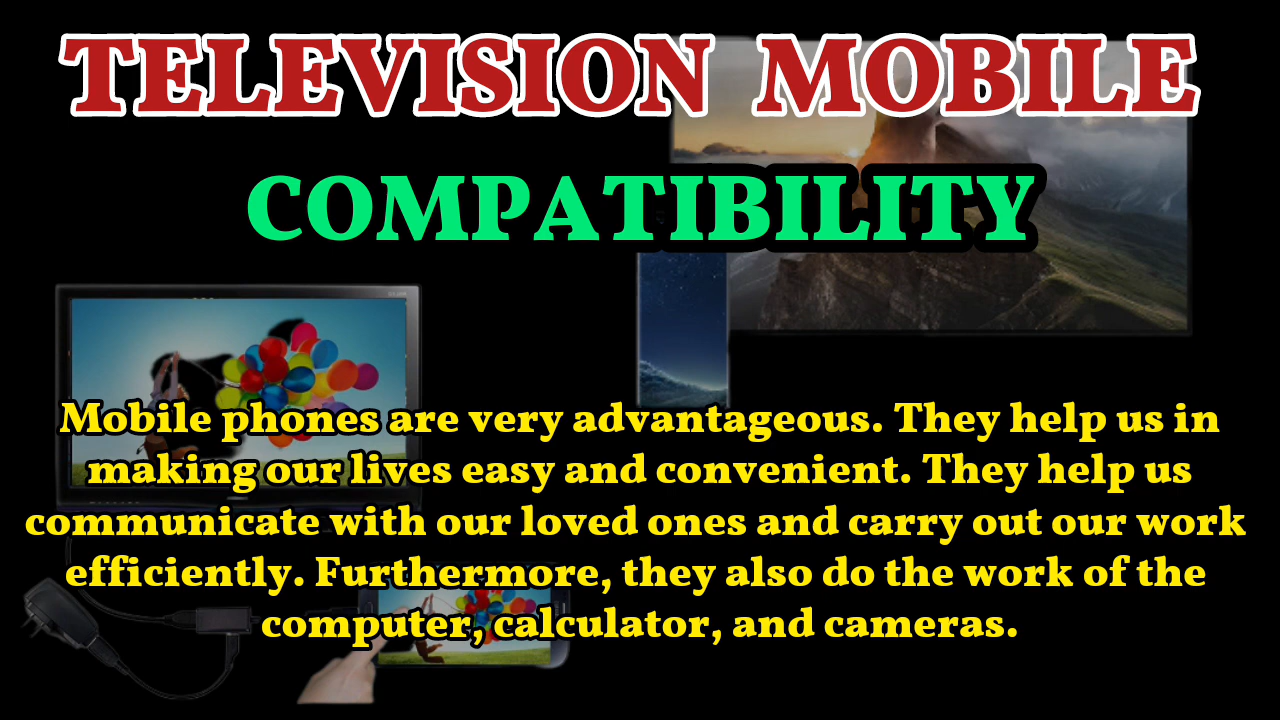 TELEVISION MOBILE
COMPATIBILITY
Mobile phones are very advantageous. They help us in
making our lives easy and convenient. They help us
communicate with our loved ones and carry out our work
efficiently. Furthermore, they also do the work of the
computer, calculator, and cameras.